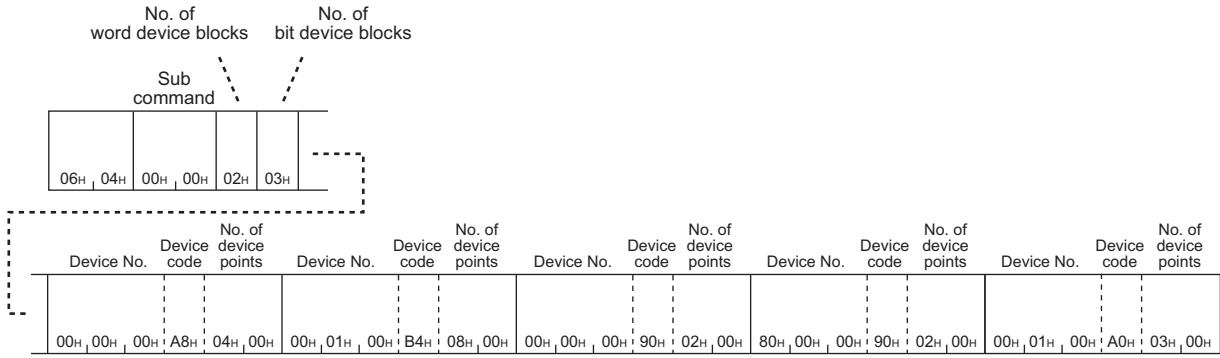 No. of
word device blocks
No. of
bit device blocks
Sub
command
06H 04H 00H 00H 02H 03H
Device No. Device code No. of device points Device No. Device code No. of device points Device No. Device code No. of device points Device No. Device code No. of device points Device No. Device code No. of device points
00H 00H 00H A8H 04H 00H 00H 01H 00H B4H 08H 00H 00H 00H 00H 90H 02H 00H 80H 00H 00H 90H 02H 00H 00H 01H 00H A0H 03H 00H